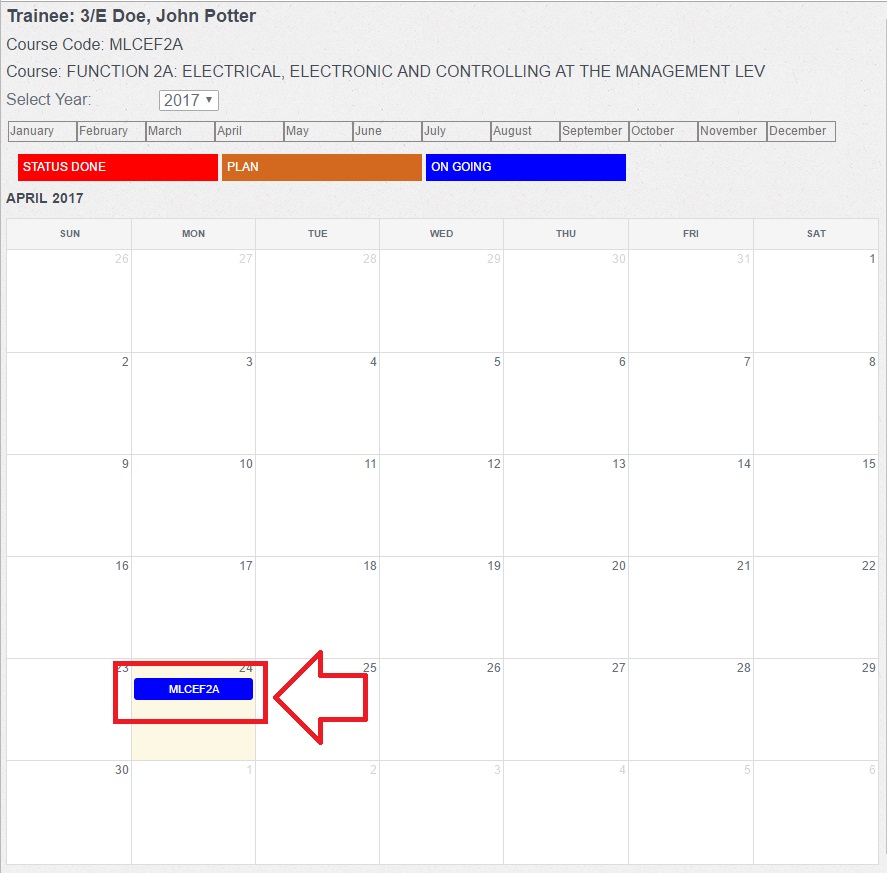 Trainee: 3/E Doe, John Potter
Course Code: MLCEF2A
Course: FUNCTION 2A: ELECTRICAL, ELECTRONIC AND CONTROLLING AT THE MANAGEMENT LEV
Select Year: 2017
January February March April May June July August September October November December
STATUS DONE PLAN ON GOING
APRIL 2017
SUN MON TUE WED THU FRI SAT
26 27 28 29 30 31 1
2 3 4 5 6 7 8
9 10 11 12 13 14 15
16 17 18 19 20 21 22
23 24 25 26 27 28 29
MLCEF2A
30 1 2 3 4 5 6